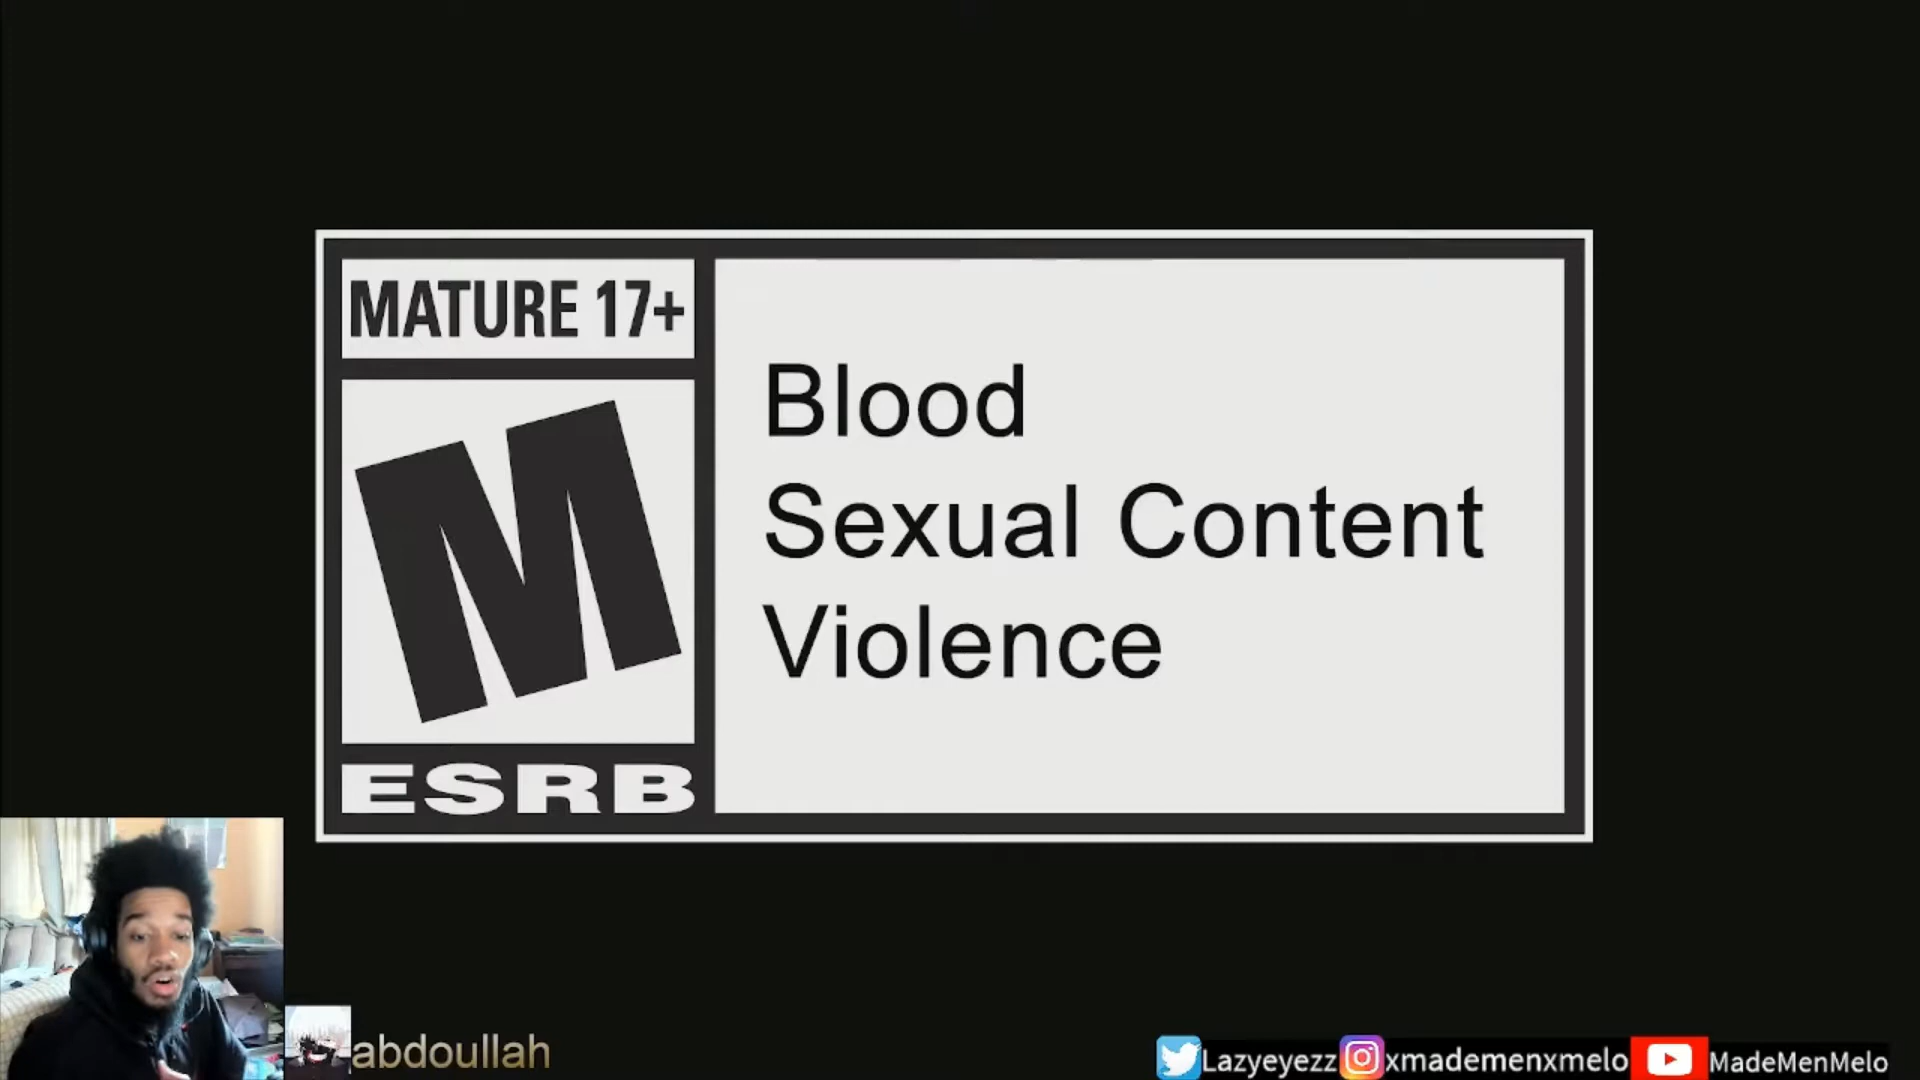 MATURE 17+
M
ESRB
Blood
Sexual Content
Violence
abdoullah
Lazyeyezz xmademenxmelo MadeMenMelo